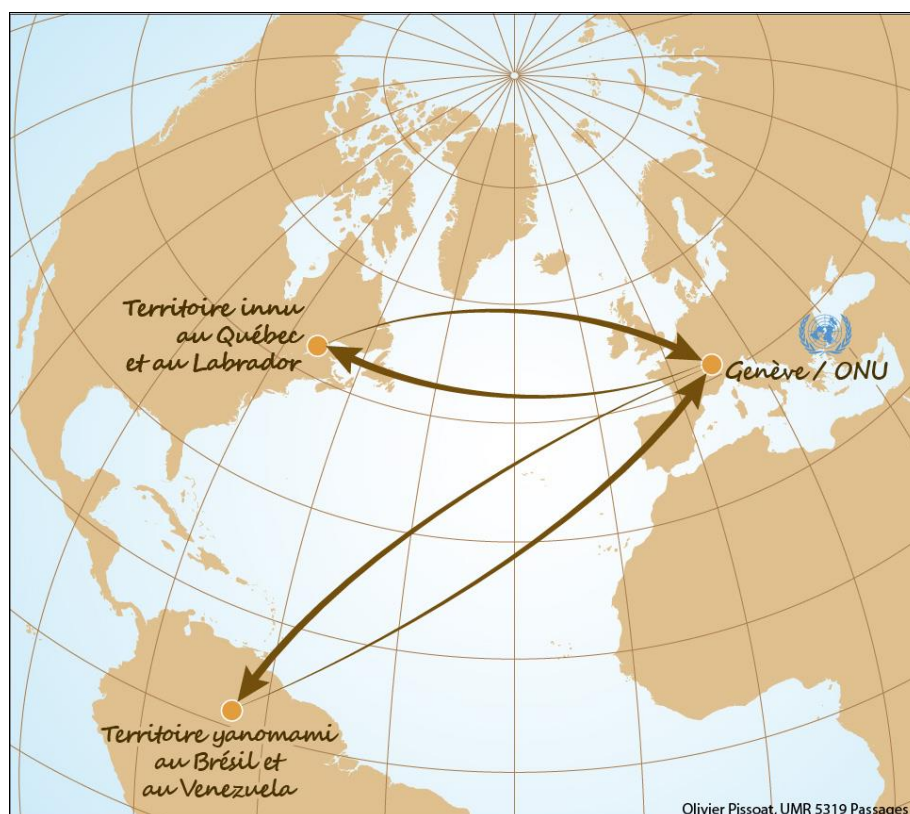 Territoire innu
au Québec
et au Labrador
Genève / ONU
Territoire yanomami
au Brésil et
au Venezuela
Olivier Pissoat, UMR 5319 Passages